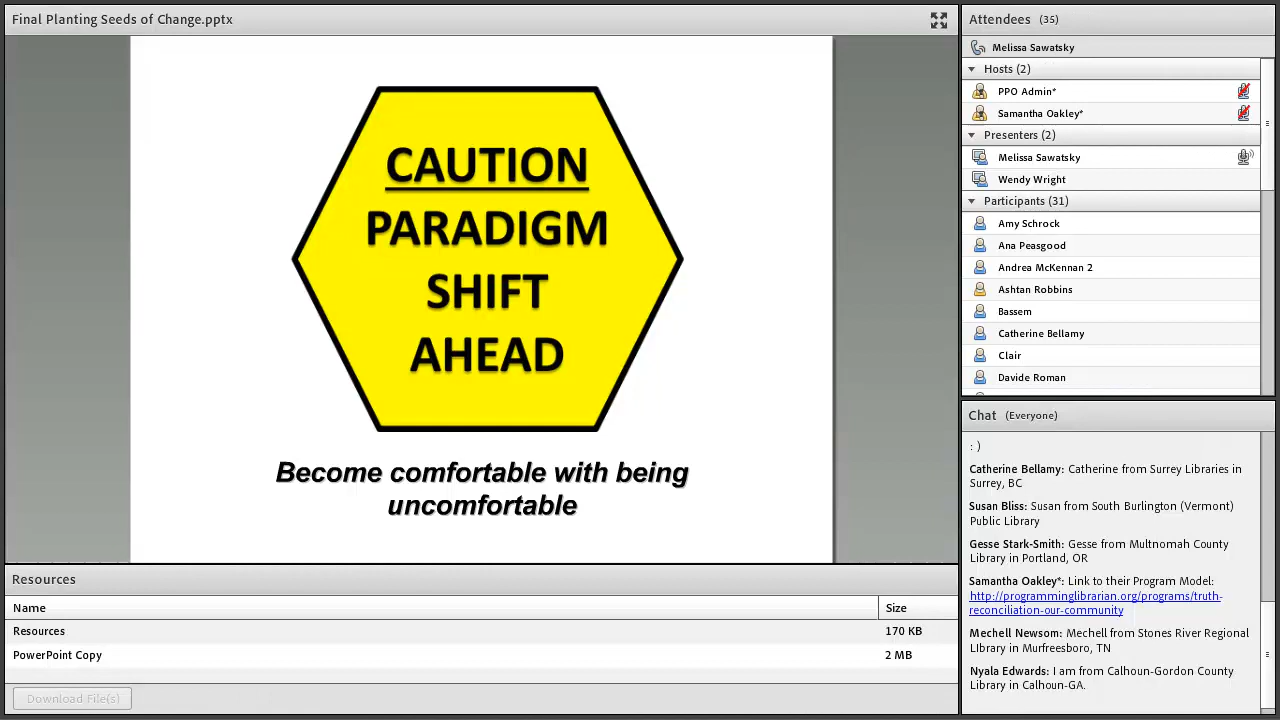 Final Planting Seeds of Change.pptx
CAUTION
PARADIGM
SHIFT
AHEAD
Become comfortable with being
uncomfortable
Resources
Name
Size
Resources
170 KB
PowerPoint Copy
2 MB
Download File(s)
Attendees (35)
Melissa Sawatsky
Hosts (2)
PPO Admin*
Samantha Oakley*
Presenters (2)
Melissa Sawatsky
Wendy Wright
Participants (31)
Amy Schrock
Ana Peasgood
Andrea McKennan 2
Ashtan Robbins
Bassem
Catherine Bellamy
Clair
Davide Roman
Chat (Everyone)
: )
Catherine Bellamy: Catherine from Surrey Libraries in
Surrey, BC
Susan Bliss: Susan from South Burlington (Vermont)
Public Library
Gesse Stark-Smith: Gesse from Multnomah County
Library in Portland, OR
Samantha Oakley*: Link to their Program Model:
http://programminglibrarian.org/programs/truth-
reconciliation-our-community
Mechell Newsom: Mechell from Stones River Regional
LIbrary in Murfreesboro, TN
Nyala Edwards: I am from Calhoun-Gordon County
Library in Calhoun-GA.